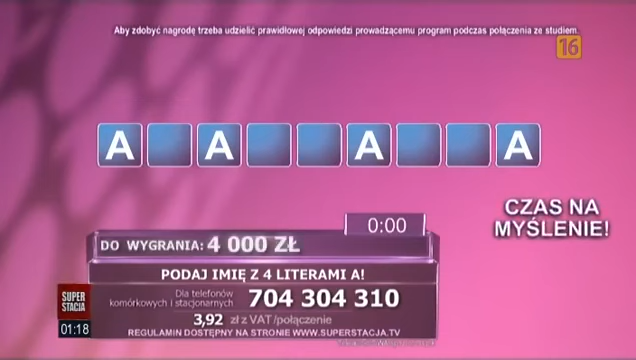 Aby zdobyć nagrodę trzeba udzielić prawidłowej odpowiedzi prowadzącemu program podczas połączenia ze studiem.
16
A A A A
CZAS NA
MYŚLENIE!
0:00
DO WYGRANIA: 4 000 ZŁ
PODAJ IMIĘ Z 4 LITERAMI A!
Dla telefonów
komórkowych i stacjonarnych 704 304 310
3,92 zł z VAT/połączenie
REGULAMIN DOSTĘPNY NA STRONIE WWW.SUPERSTACJA.TV
SUPER
STACJA
01:18